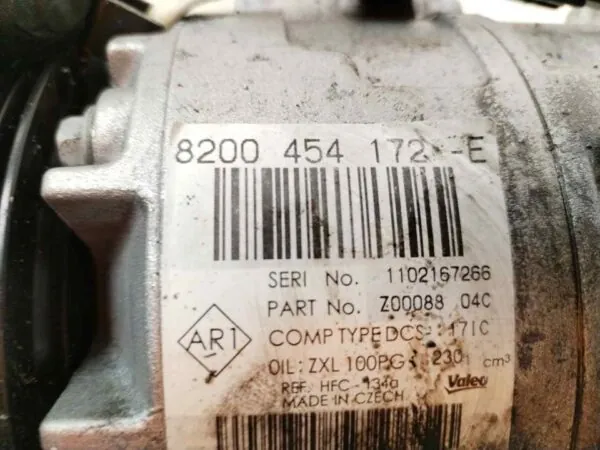 8200 454 172 -E
SERI No. 1102167266
PART No. Z00088 04C
AR1
COMP TYPE DCS- 171C
OIL: ZXL 100PG 230 cm³
REF. HFC - 134a
Valeo
MADE IN CZECH